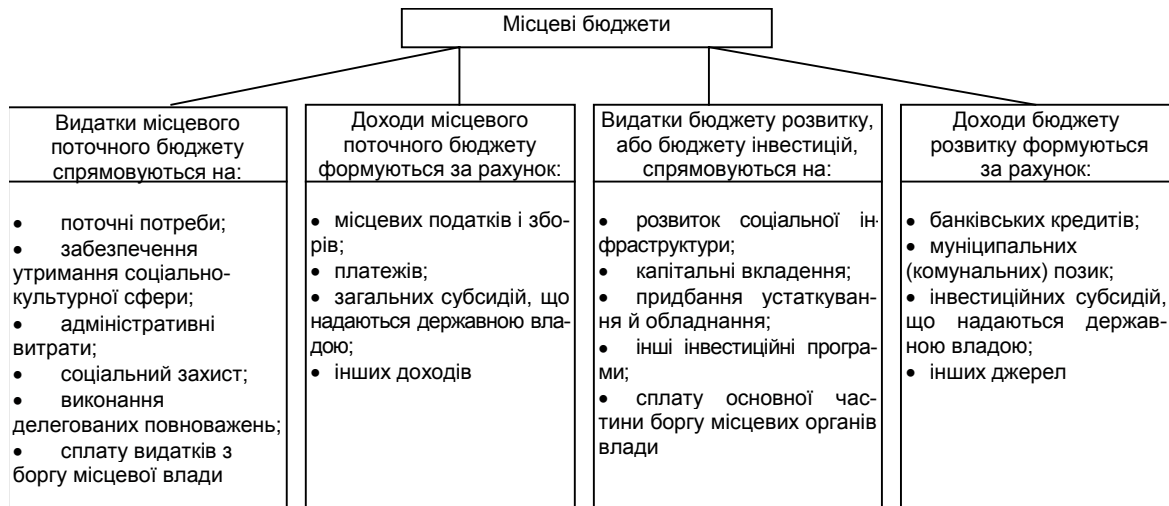 Місцеві бюджети
Видатки місцевого
поточного бюджету
спрямовуються на:
• поточні потреби;
• забезпечення
утримання соціально-
культурної сфери;
• адміністративні
витрати;
• соціальний захист;
• виконання
делегованих повноважень;
• сплату видатків з
боргу місцевої влади
Доходи місцевого
поточного бюджету
формуються за рахунок:
• місцевих податків і збо-
рів;
• платежів;
• загальних субсидій, що
надаються державною вла-
дою;
• інших доходів
Видатки бюджету розвитку,
або бюджету інвестицій,
спрямовуються на:
• розвиток соціальної ін-
фраструктури;
• капітальні вкладення;
• придбання устаткуван-
ня й обладнання;
• інші інвестиційні програ-
ми;
• сплату основної час-
тини боргу місцевих органів
влади
Доходи бюджету
розвитку формуються
за рахунок:
• банківських кредитів;
• муніципальних
(комунальних) позик;
• інвестиційних субсидій,
що надаються держав-
ною владою;
• інших джерел